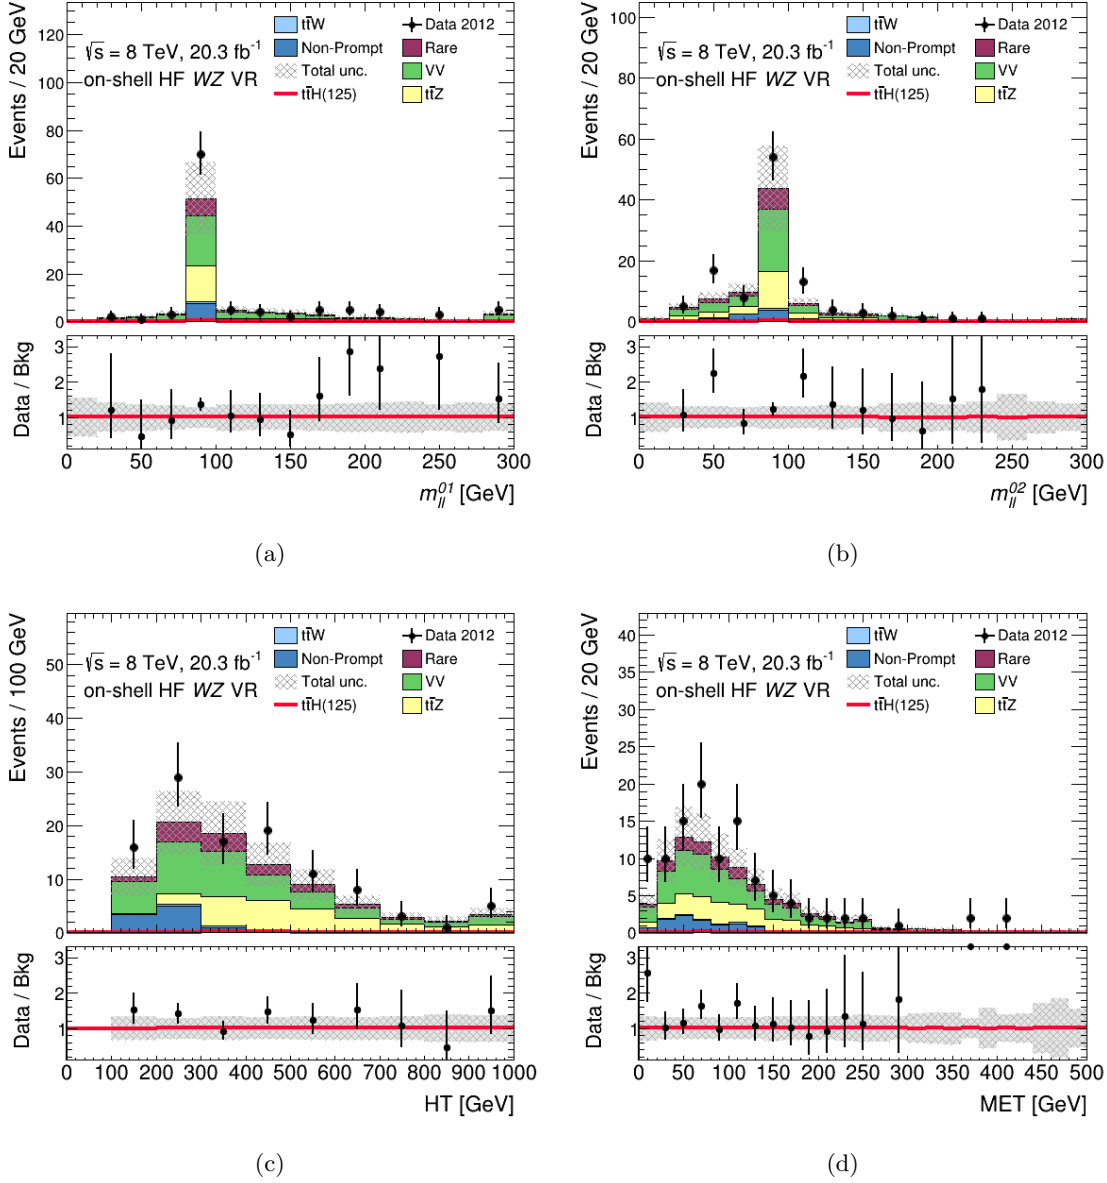 Events / 20 GeV
120
100
80
60
40
20
0
√s = 8 TeV, 20.3 fb⁻¹
on-shell HF WZ VR
tt̄W
Non-Prompt
Total unc.
tt̄H(125)
Data 2012
Rare
VV
tt̄Z
Data / Bkg
3
2
1
0 50 100 150 200 250 300
m_ll^01 [GeV]
(a)
Events / 20 GeV
100
80
60
40
20
0
√s = 8 TeV, 20.3 fb⁻¹
on-shell HF WZ VR
tt̄W
Non-Prompt
Total unc.
tt̄H(125)
Data 2012
Rare
VV
tt̄Z
Data / Bkg
3
2
1
0 50 100 150 200 250 300
m_ll^02 [GeV]
(b)
Events / 100 GeV
50
40
30
20
10
0
√s = 8 TeV, 20.3 fb⁻¹
on-shell HF WZ VR
tt̄W
Non-Prompt
Total unc.
tt̄H(125)
Data 2012
Rare
VV
tt̄Z
Data / Bkg
3
2
1
0 100 200 300 400 500 600 700 800 900 1000
HT [GeV]
(c)
Events / 20 GeV
40
35
30
25
20
15
10
5
0
√s = 8 TeV, 20.3 fb⁻¹
on-shell HF WZ VR
tt̄W
Non-Prompt
Total unc.
tt̄H(125)
Data 2012
Rare
VV
tt̄Z
Data / Bkg
3
2
1
0 50 100 150 200 250 300 350 400 450 500
MET [GeV]
(d)